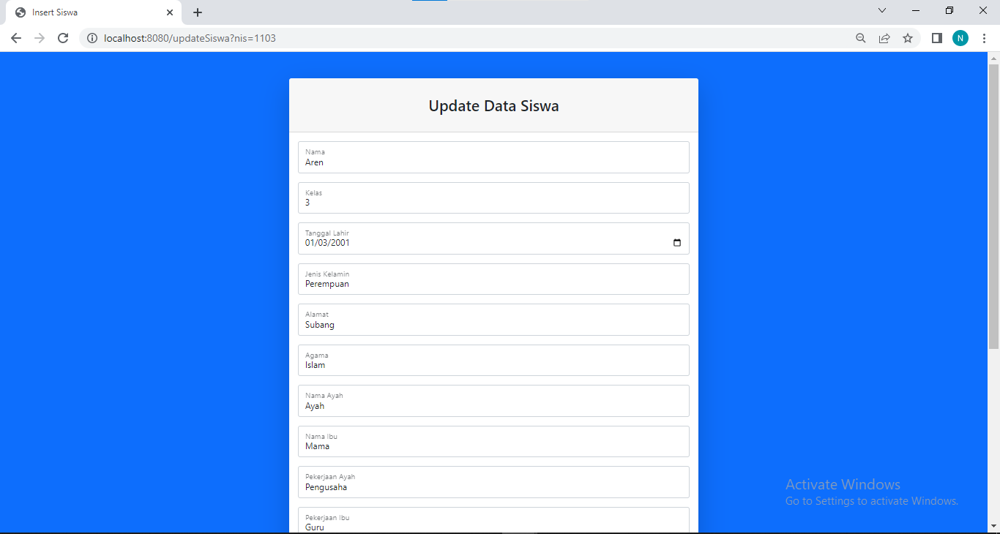 Insert Siswa
localhost:8080/updateSiswa?nis=1103
N
Update Data Siswa
Nama
Aren
Kelas
3
Tanggal Lahir
01/03/2001
Jenis Kelamin
Perempuan
Alamat
Subang
Agama
Islam
Nama Ayah
Ayah
Nama Ibu
Mama
Pekerjaan Ayah
Pengusaha
Pekerjaan Ibu
Guru
Activate Windows
Go to Settings to activate Windows.